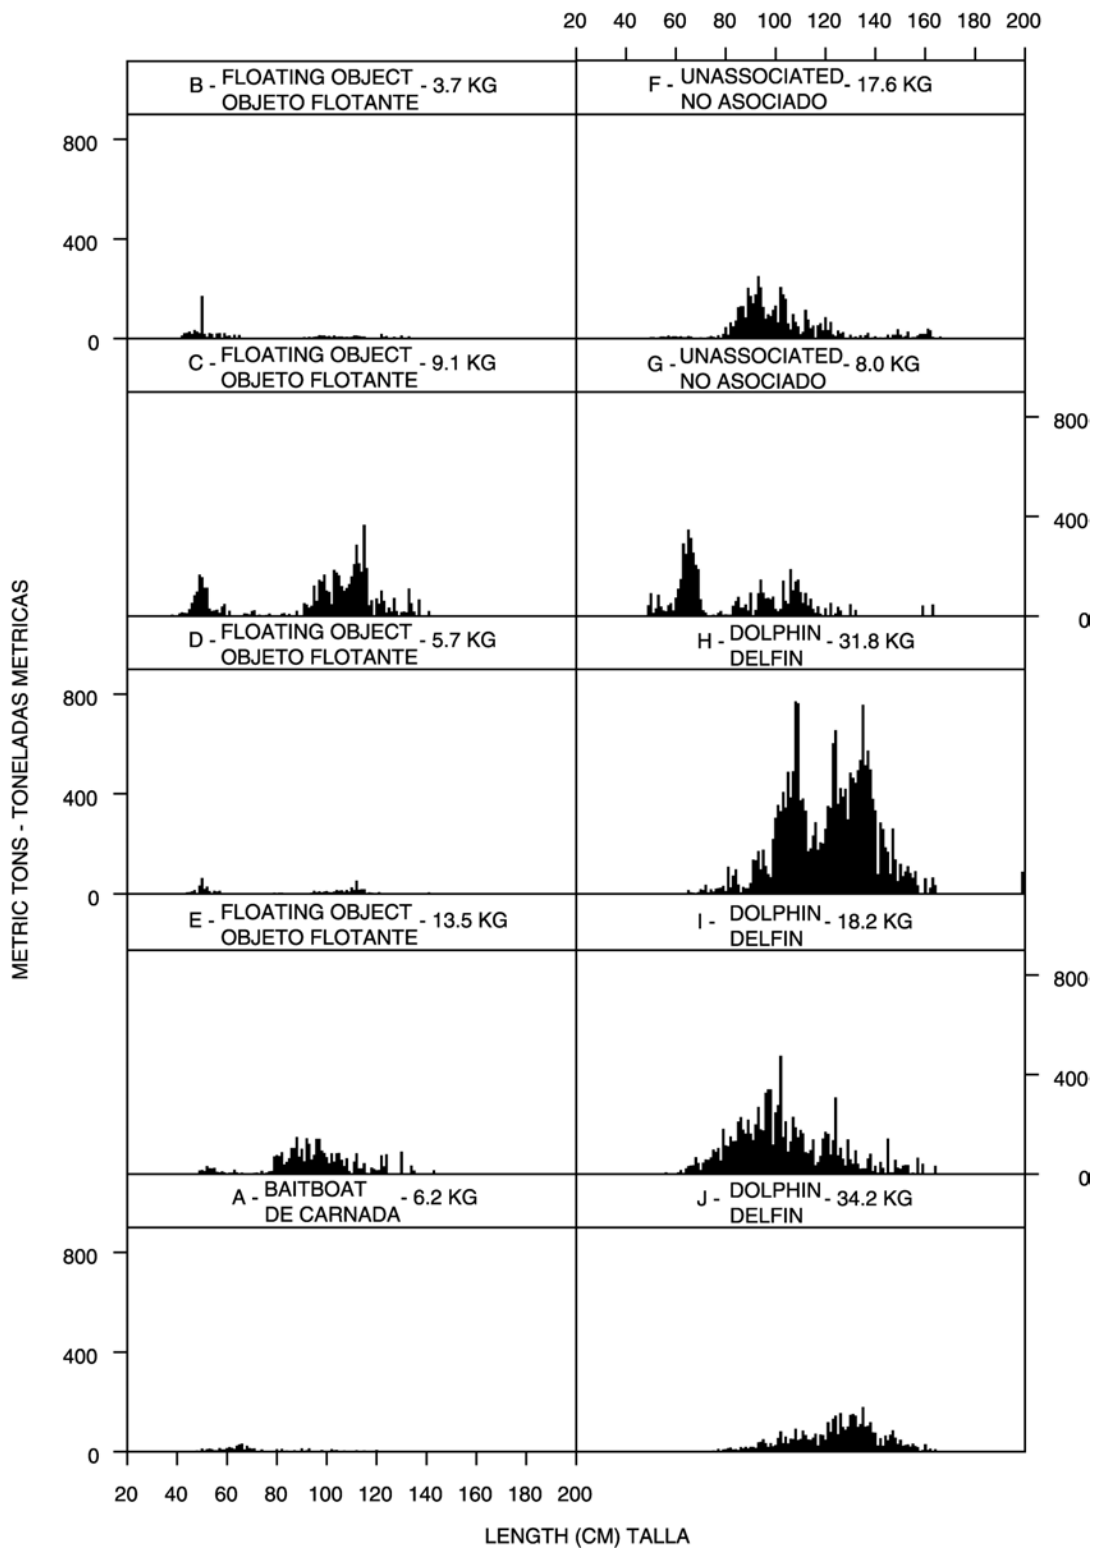 20 40 60 80 100 120 140 160 180 200
B - FLOATING OBJECT - 3.7 KG
OBJETO FLOTANTE
F - UNASSOCIATED - 17.6 KG
NO ASOCIADO
800
400
0
C - FLOATING OBJECT - 9.1 KG
OBJETO FLOTANTE
G - UNASSOCIATED - 8.0 KG
NO ASOCIADO
800
400
0
D - FLOATING OBJECT - 5.7 KG
OBJETO FLOTANTE
H - DOLPHIN - 31.8 KG
DELFIN
800
400
0
E - FLOATING OBJECT - 13.5 KG
OBJETO FLOTANTE
I - DOLPHIN - 18.2 KG
DELFIN
800
400
0
A - BAITBOAT - 6.2 KG
DE CARNADA
J - DOLPHIN - 34.2 KG
DELFIN
800
400
0
METRIC TONS - TONELADAS METRICAS
20 40 60 80 100 120 140 160 180 200
LENGTH (CM) TALLA